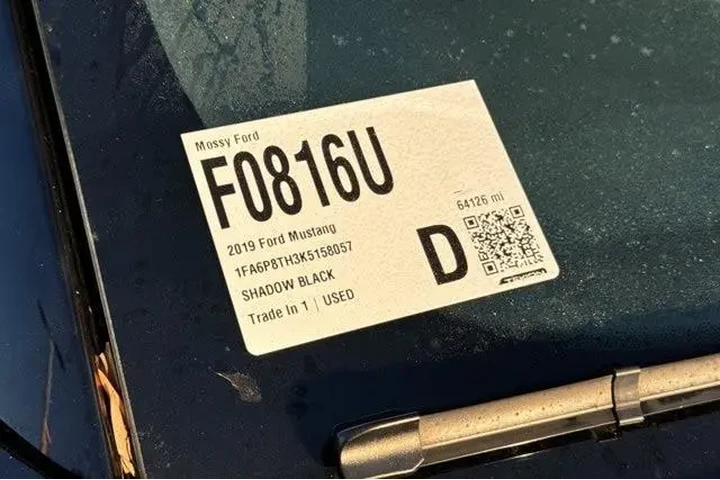 Mossy Ford
F0816U
64126 mi
2019 Ford Mustang
1FA6P8TH3K5158057
D
SHADOW BLACK
Trade In 1 | USED